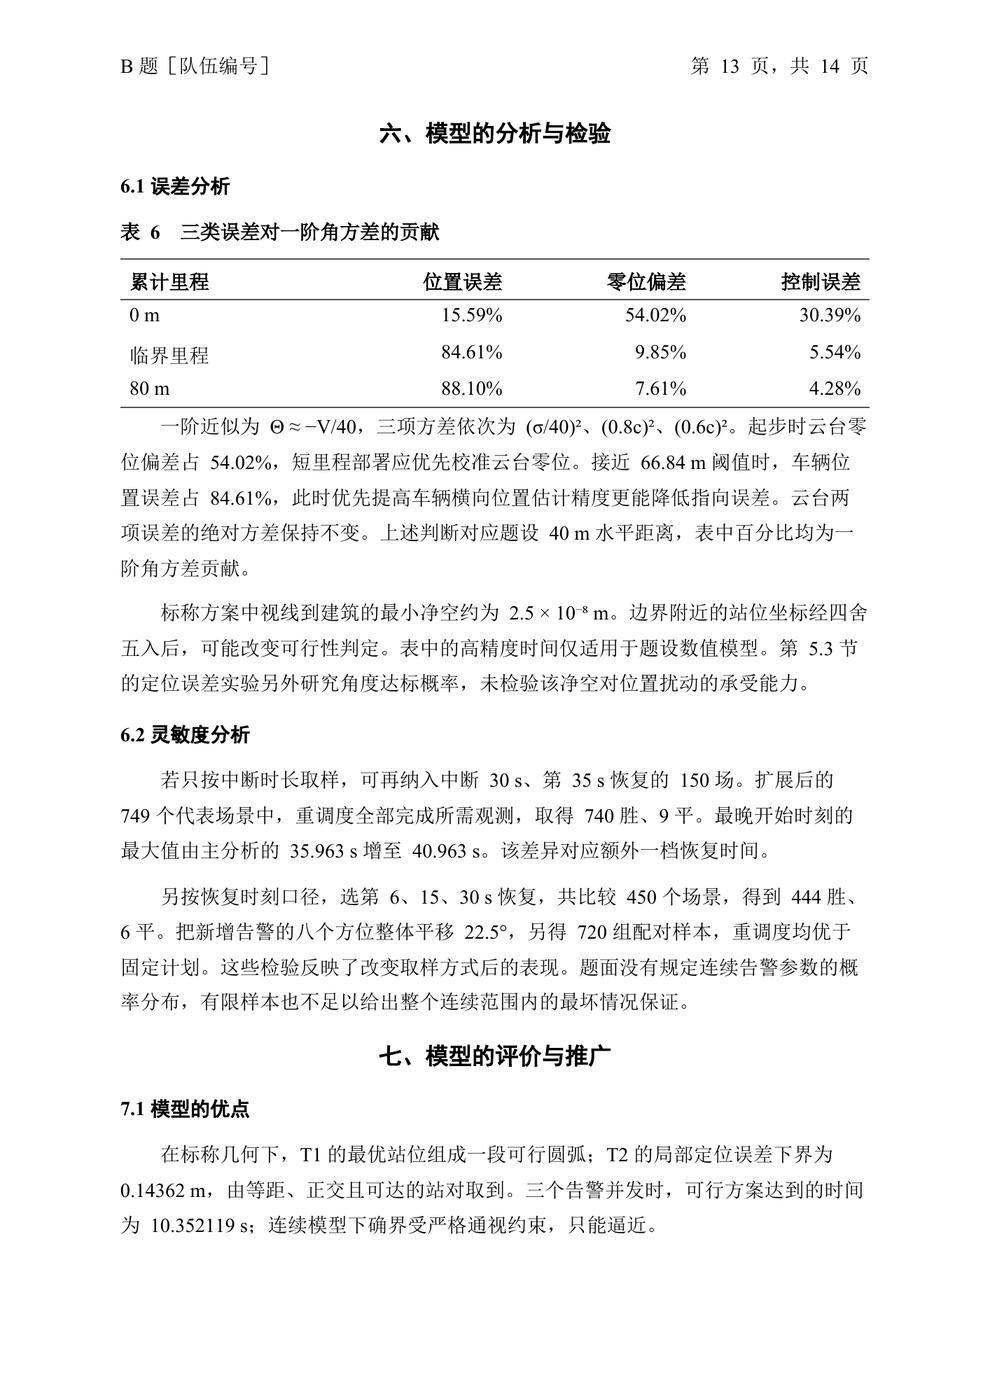 B 题［队伍编号］ 第 13 页，共 14 页
六、模型的分析与检验
6.1 误差分析
表 6 三类误差对一阶角方差的贡献
累计里程 位置误差 零位偏差 控制误差
0 m 15.59% 54.02% 30.39%
临界里程 84.61% 9.85% 5.54%
80 m 88.10% 7.61% 4.28%
一阶近似为 Θ ≈ −V/40，三项方差依次为 (σ/40)²、(0.8c)²、(0.6c)²。起步时云台零
位偏差占 54.02%，短里程部署应优先校准云台零位。接近 66.84 m 阈值时，车辆位
置误差占 84.61%，此时优先提高车辆横向位置估计精度更能降低指向误差。云台两
项误差的绝对方差保持不变。上述判断对应题设 40 m 水平距离，表中百分比均为一
阶角方差贡献。
标称方案中视线到建筑的最小净空约为 2.5 × 10⁻⁸ m。边界附近的站位坐标经四舍
五入后，可能改变可行性判定。表中的高精度时间仅适用于题设数值模型。第 5.3 节
的定位误差实验另外研究角度达标概率，未检验该净空对位置扰动的承受能力。
6.2 灵敏度分析
若只按中断时长取样，可再纳入中断 30 s、第 35 s 恢复的 150 场。扩展后的
749 个代表场景中，重调度全部完成所需观测，取得 740 胜、9 平。最晚开始时刻的
最大值由主分析的 35.963 s 增至 40.963 s。该差异对应额外一档恢复时间。
另按恢复时刻口径，选第 6、15、30 s 恢复，共比较 450 个场景，得到 444 胜、
6 平。把新增告警的八个方位整体平移 22.5°，另得 720 组配对样本，重调度均优于
固定计划。这些检验反映了改变取样方式后的表现。题面没有规定连续告警参数的概
率分布，有限样本也不足以给出整个连续范围内的最坏情况保证。
七、模型的评价与推广
7.1 模型的优点
在标称几何下，T1 的最优站位组成一段可行圆弧；T2 的局部定位误差下界为
0.14362 m，由等距、正交且可达的站对取到。三个告警并发时，可行方案达到的时间
为 10.352119 s；连续模型下确界受严格通视约束，只能逼近。